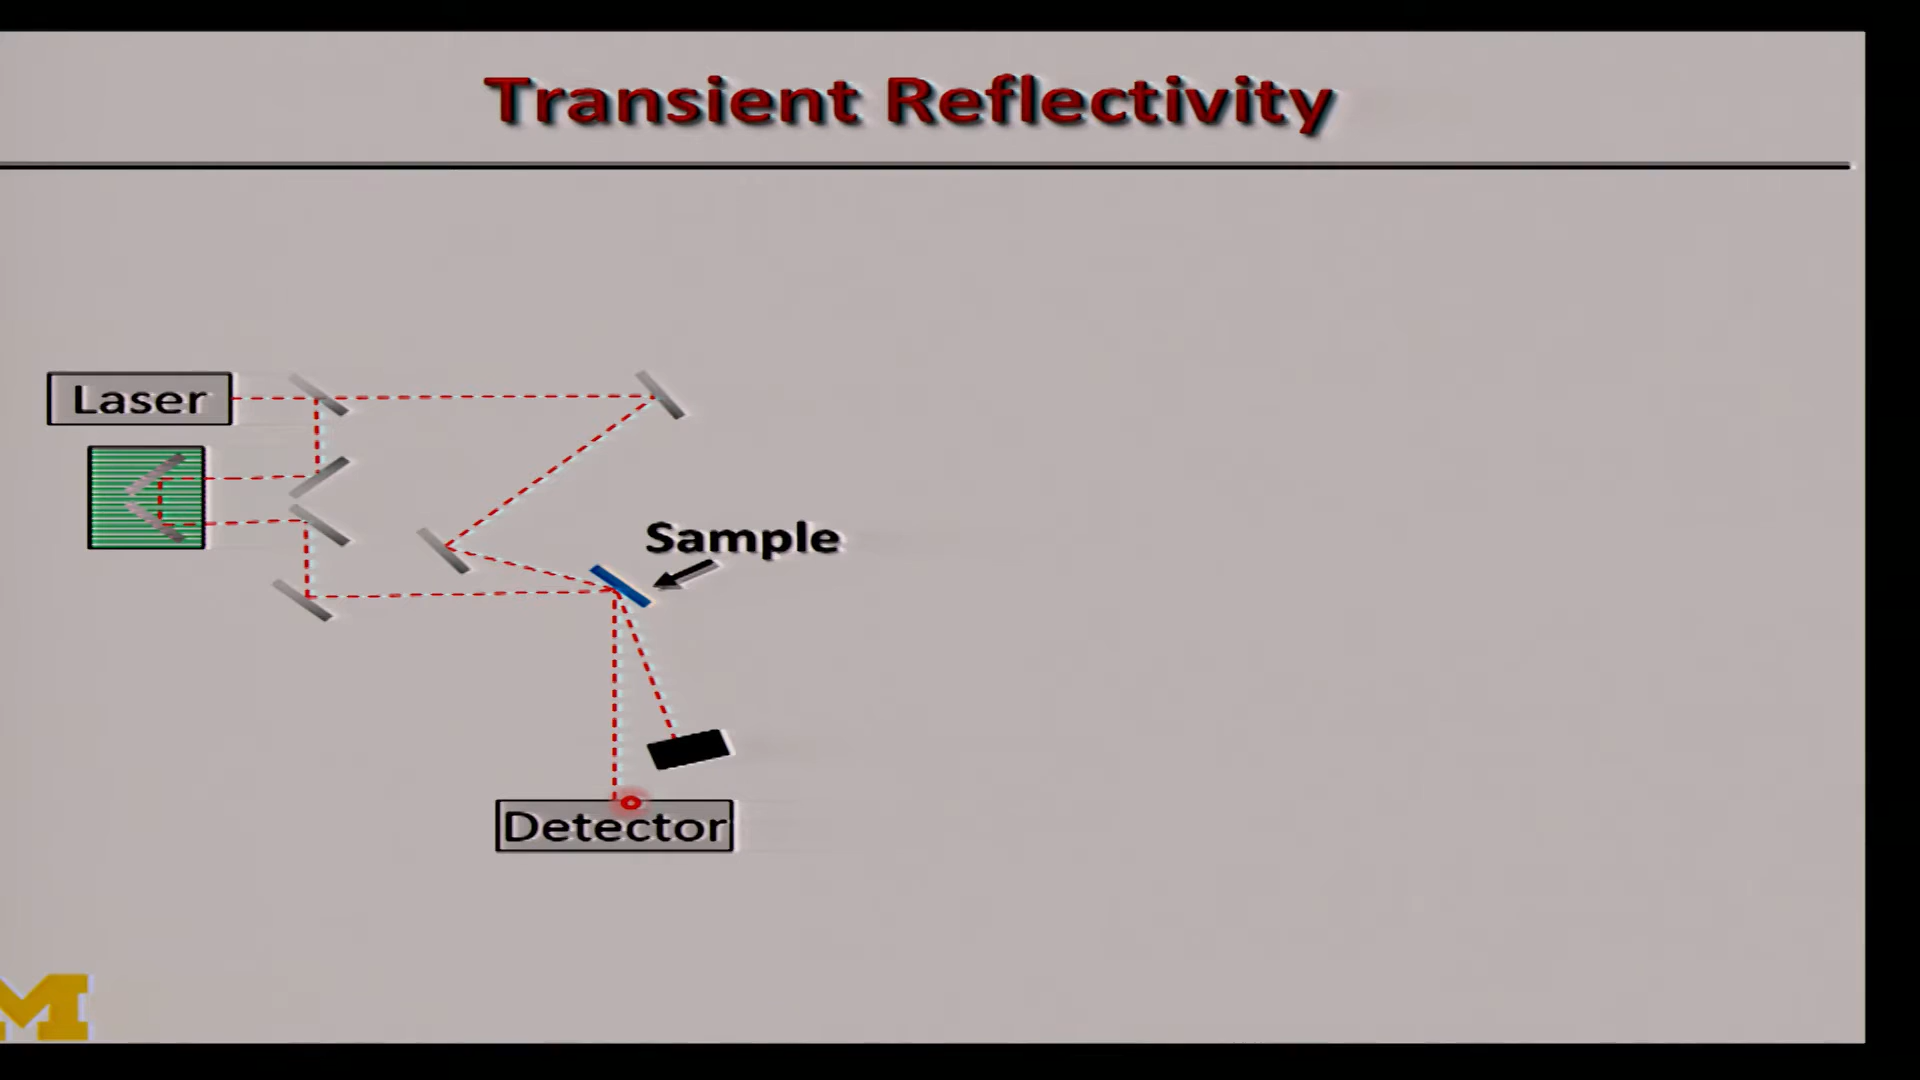 Transient Reflectivity
Laser
Sample
Detector
M